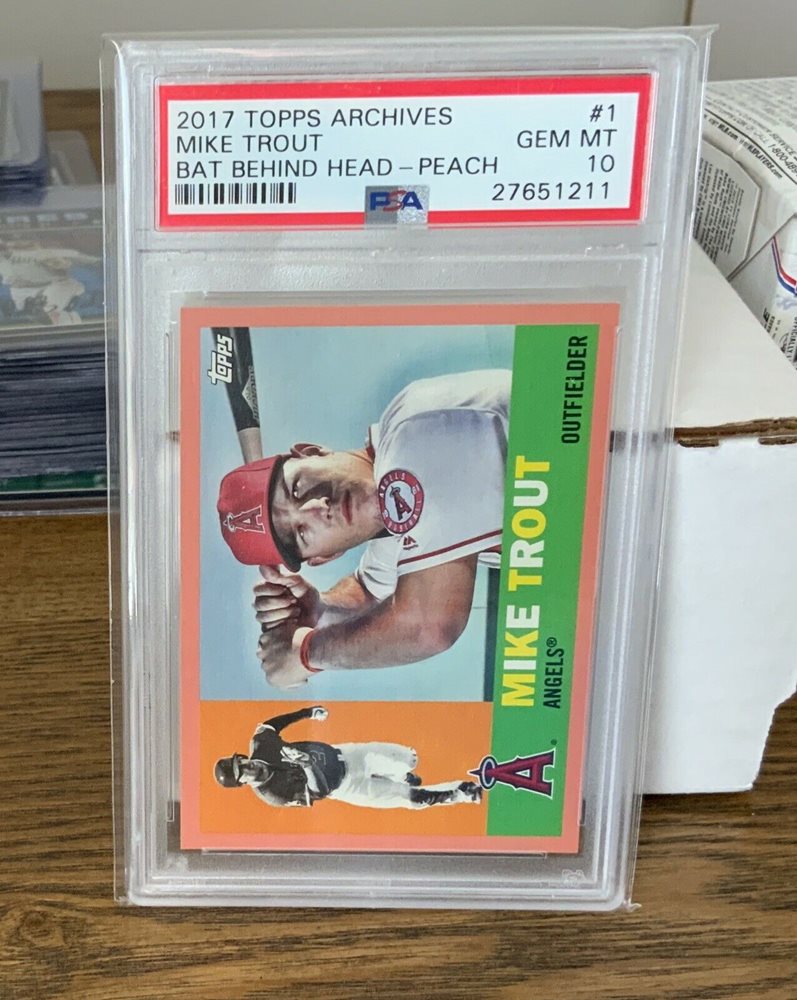 2017 TOPPS ARCHIVES #1
MIKE TROUT GEM MT
BAT BEHIND HEAD – PEACH 10
PSA 27651211
Topps
OUTFIELDER
MIKE TROUT
ANGELS®
A
A
ANGELS
A